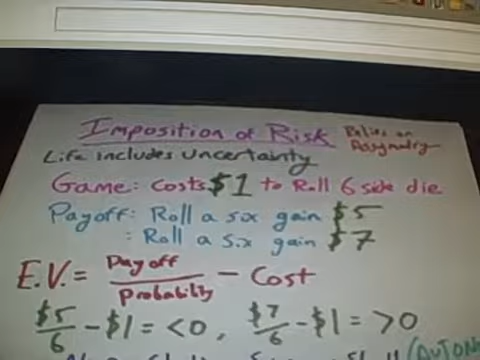 Imposition of Risk Relies on
Asymmetry
Life includes Uncertainty
Game: Costs $1 to Roll 6 side die
Payoff: Roll a six gain $5
: Roll a six gain $7
E.V. = Payoff / Probability - Cost
$5/6 - $1 = <0, $7/6 - $1 = >0